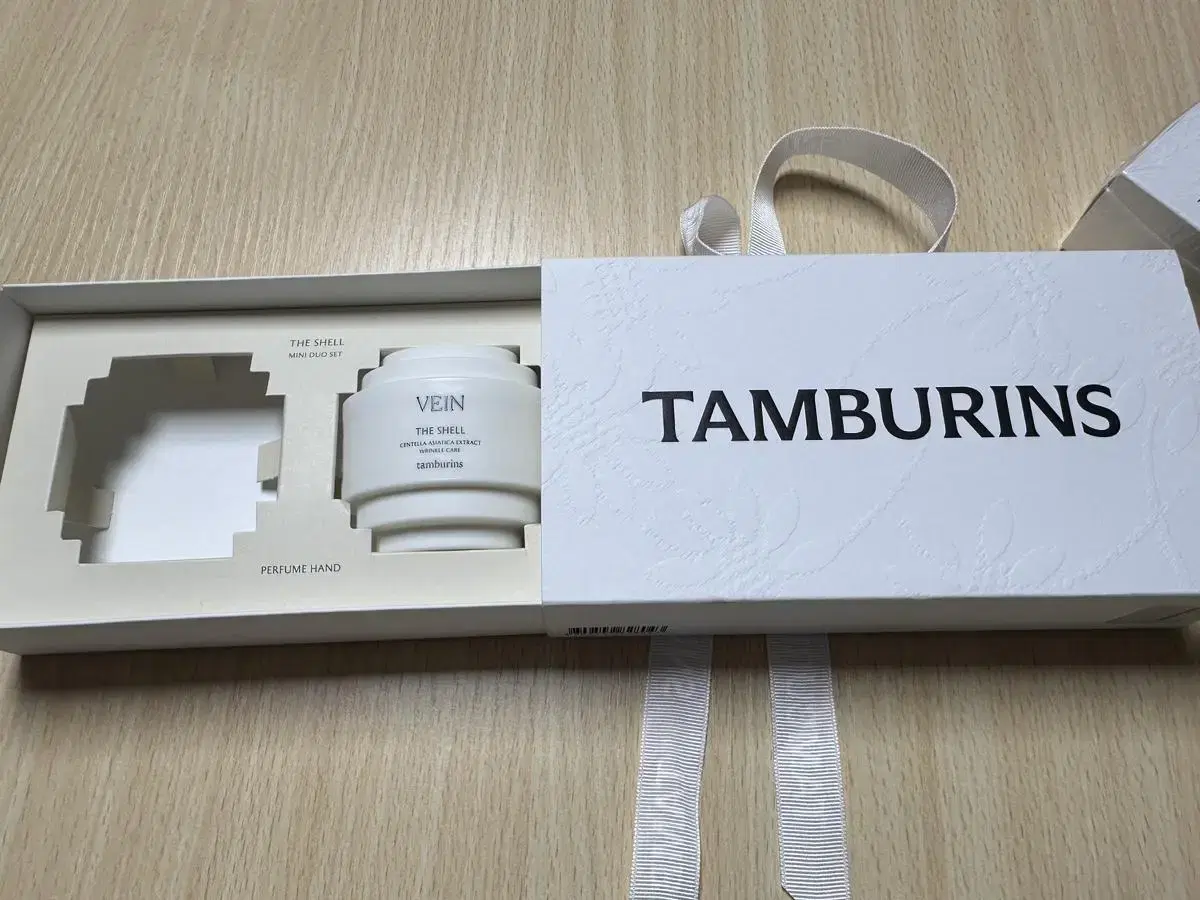 THE SHELL
MINI DUO SET
VEIN
THE SHELL
CENTELLA ASIATICA EXTRACT
WRINKLE CARE
tamburins
PERFUME HAND
TAMBURINS